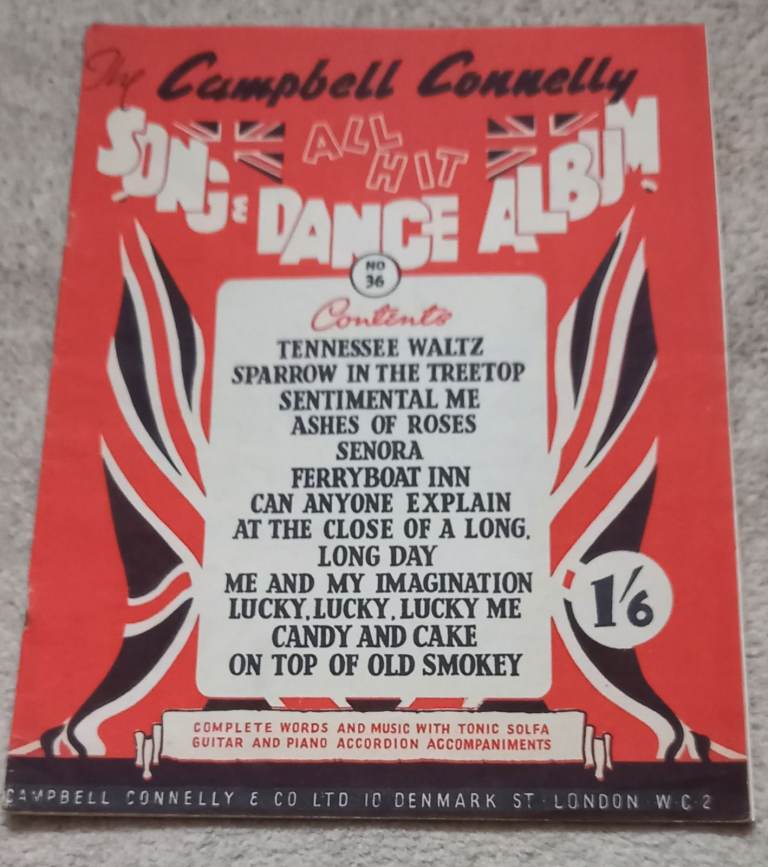 The Campbell Connelly
ALL HIT
SONG & DANCE ALBUM
NO 36
Contents
TENNESSEE WALTZ
SPARROW IN THE TREETOP
SENTIMENTAL ME
ASHES OF ROSES
SENORA
FERRYBOAT INN
CAN ANYONE EXPLAIN
AT THE CLOSE OF A LONG,
LONG DAY
ME AND MY IMAGINATION
LUCKY, LUCKY, LUCKY ME
CANDY AND CAKE
ON TOP OF OLD SMOKEY
1/6
COMPLETE WORDS AND MUSIC WITH TONIC SOLFA
GUITAR AND PIANO ACCORDION ACCOMPANIMENTS
CAMPBELL CONNELLY & CO LTD 10 DENMARK ST · LONDON · W·C·2